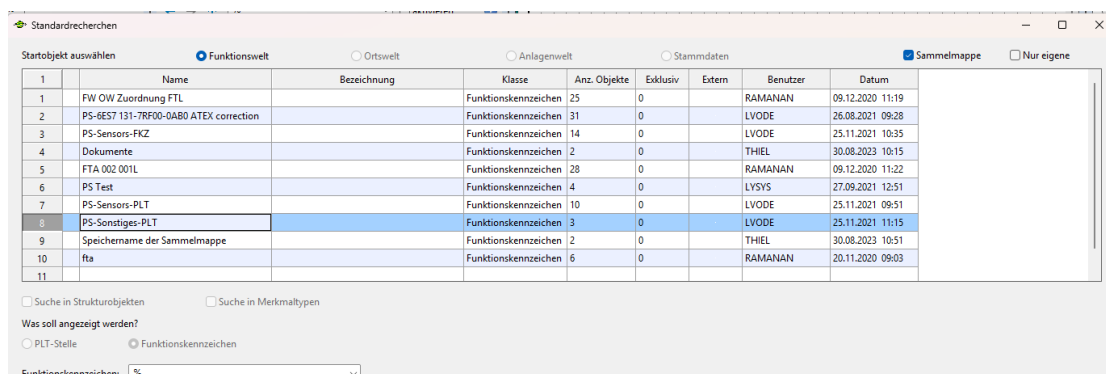 Standardrecherchen
Startobjekt auswählen Funktionswelt Ortswelt Anlagenwelt Stammdaten Sammelmappe Nur eigene
1 Name Bezeichnung Klasse Anz. Objekte Exklusiv Extern Benutzer Datum
1 FW OW Zuordnung FTL Funktionskennzeichen 25 0 RAMANAN 09.12.2020 11:19
2 PS-6ES7 131-7RF00-0AB0 ATEX correction Funktionskennzeichen 31 0 LVODE 26.08.2021 09:28
3 PS-Sensors-FKZ Funktionskennzeichen 14 0 LVODE 25.11.2021 10:35
4 Dokumente Funktionskennzeichen 2 0 THIEL 30.08.2023 10:15
5 FTA 002 001L Funktionskennzeichen 28 0 RAMANAN 09.12.2020 11:22
6 PS Test Funktionskennzeichen 4 0 LYSYS 27.09.2021 12:51
7 PS-Sensors-PLT Funktionskennzeichen 10 0 LVODE 25.11.2021 09:51
8 PS-Sonstiges-PLT Funktionskennzeichen 3 0 LVODE 25.11.2021 11:15
9 Speichername der Sammelmappe Funktionskennzeichen 2 0 THIEL 30.08.2023 10:51
10 fta Funktionskennzeichen 6 0 RAMANAN 20.11.2020 09:03
11
Suche in Strukturobjekten Suche in Merkmaltypen
Was soll angezeigt werden?
PLT-Stelle Funktionskennzeichen
Funktionskennzeichen: %